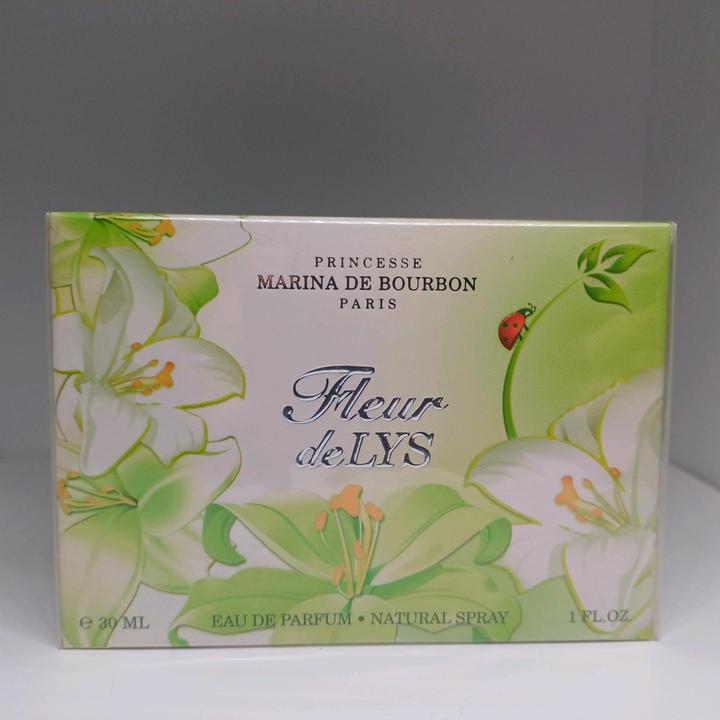 PRINCESSE
MARINA DE BOURBON
PARIS
Fleur
de LYS
℮ 30 ML EAU DE PARFUM • NATURAL SPRAY 1 FL.OZ.